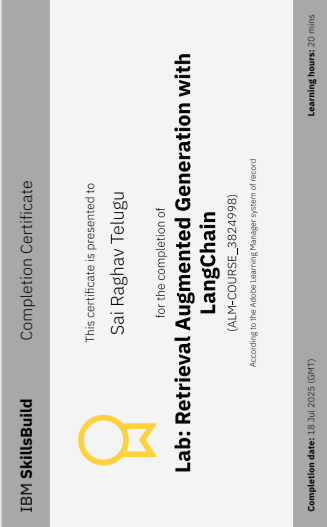 IBM SkillsBuild
Completion Certificate
This certificate is presented to
Sai Raghav Telugu
for the completion of
Lab: Retrieval Augmented Generation with
LangChain
(ALM-COURSE_3824998)
According to the Adobe Learning Manager system of record
Completion date: 18 Jul 2025 (GMT)
Learning hours: 20 mins